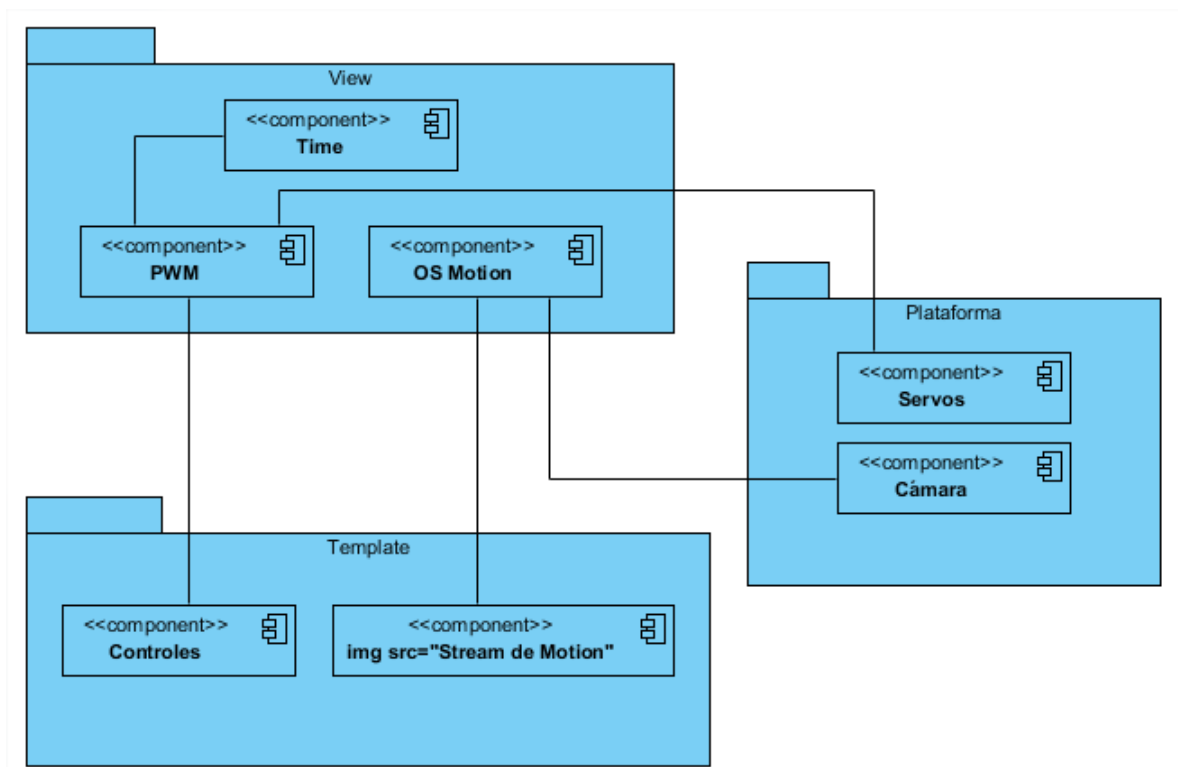 View
<<component>>
Time
<<component>>
PWM
<<component>>
OS Motion
Plataforma
<<component>>
Servos
<<component>>
Cámara
Template
<<component>>
Controles
<<component>>
img src="Stream de Motion"